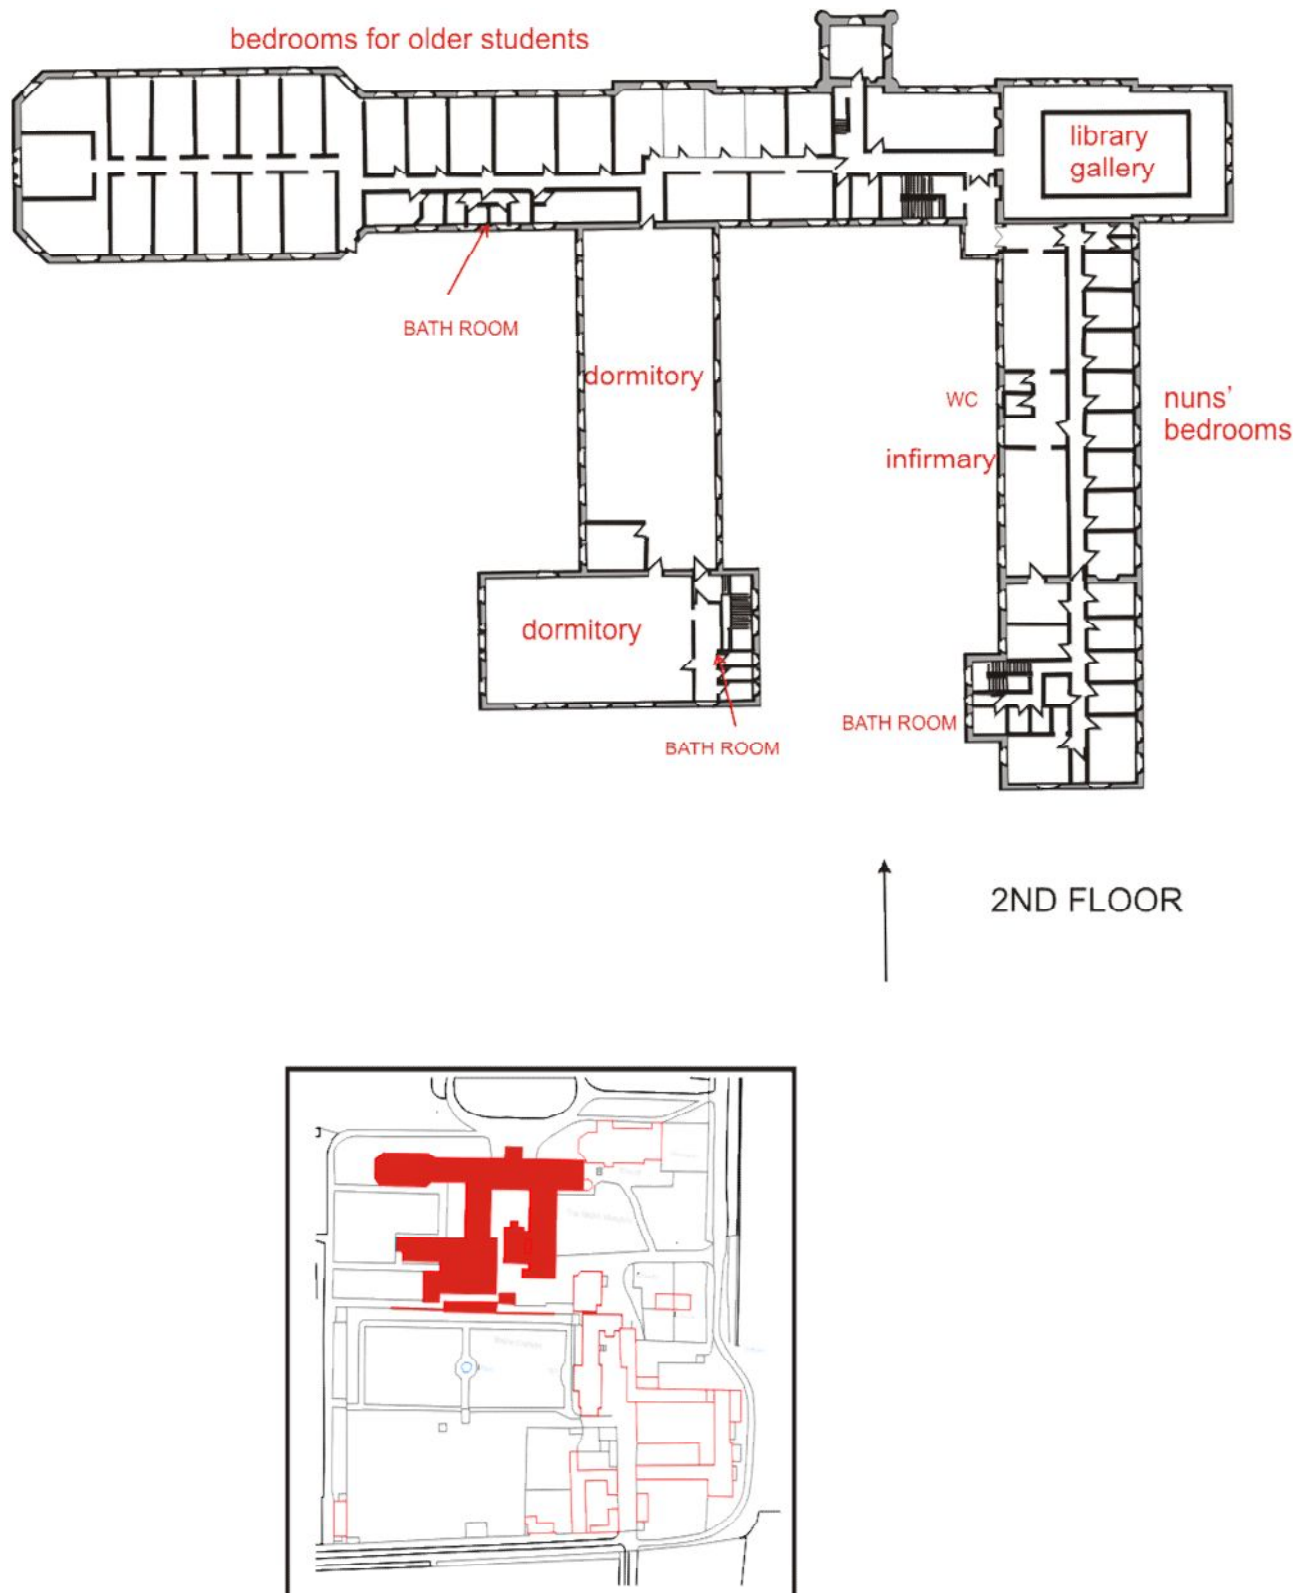 bedrooms for older students
library
gallery
BATH ROOM
dormitory
WC
nuns'
bedrooms
infirmary
dormitory
BATH ROOM
BATH ROOM
2ND FLOOR